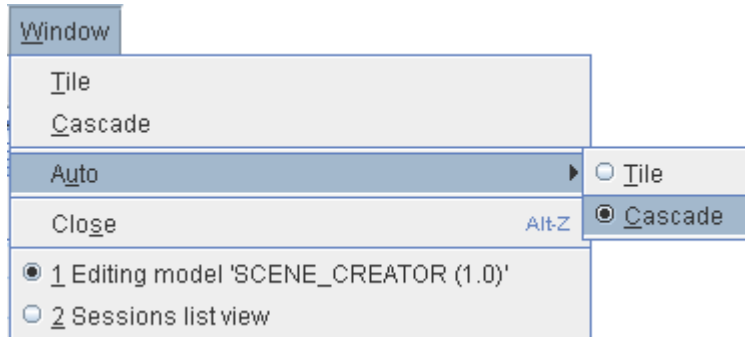 Window
Tile
Cascade
Auto
Tile
Close Alt-Z
Cascade
1 Editing model 'SCENE_CREATOR (1.0)'
2 Sessions list view